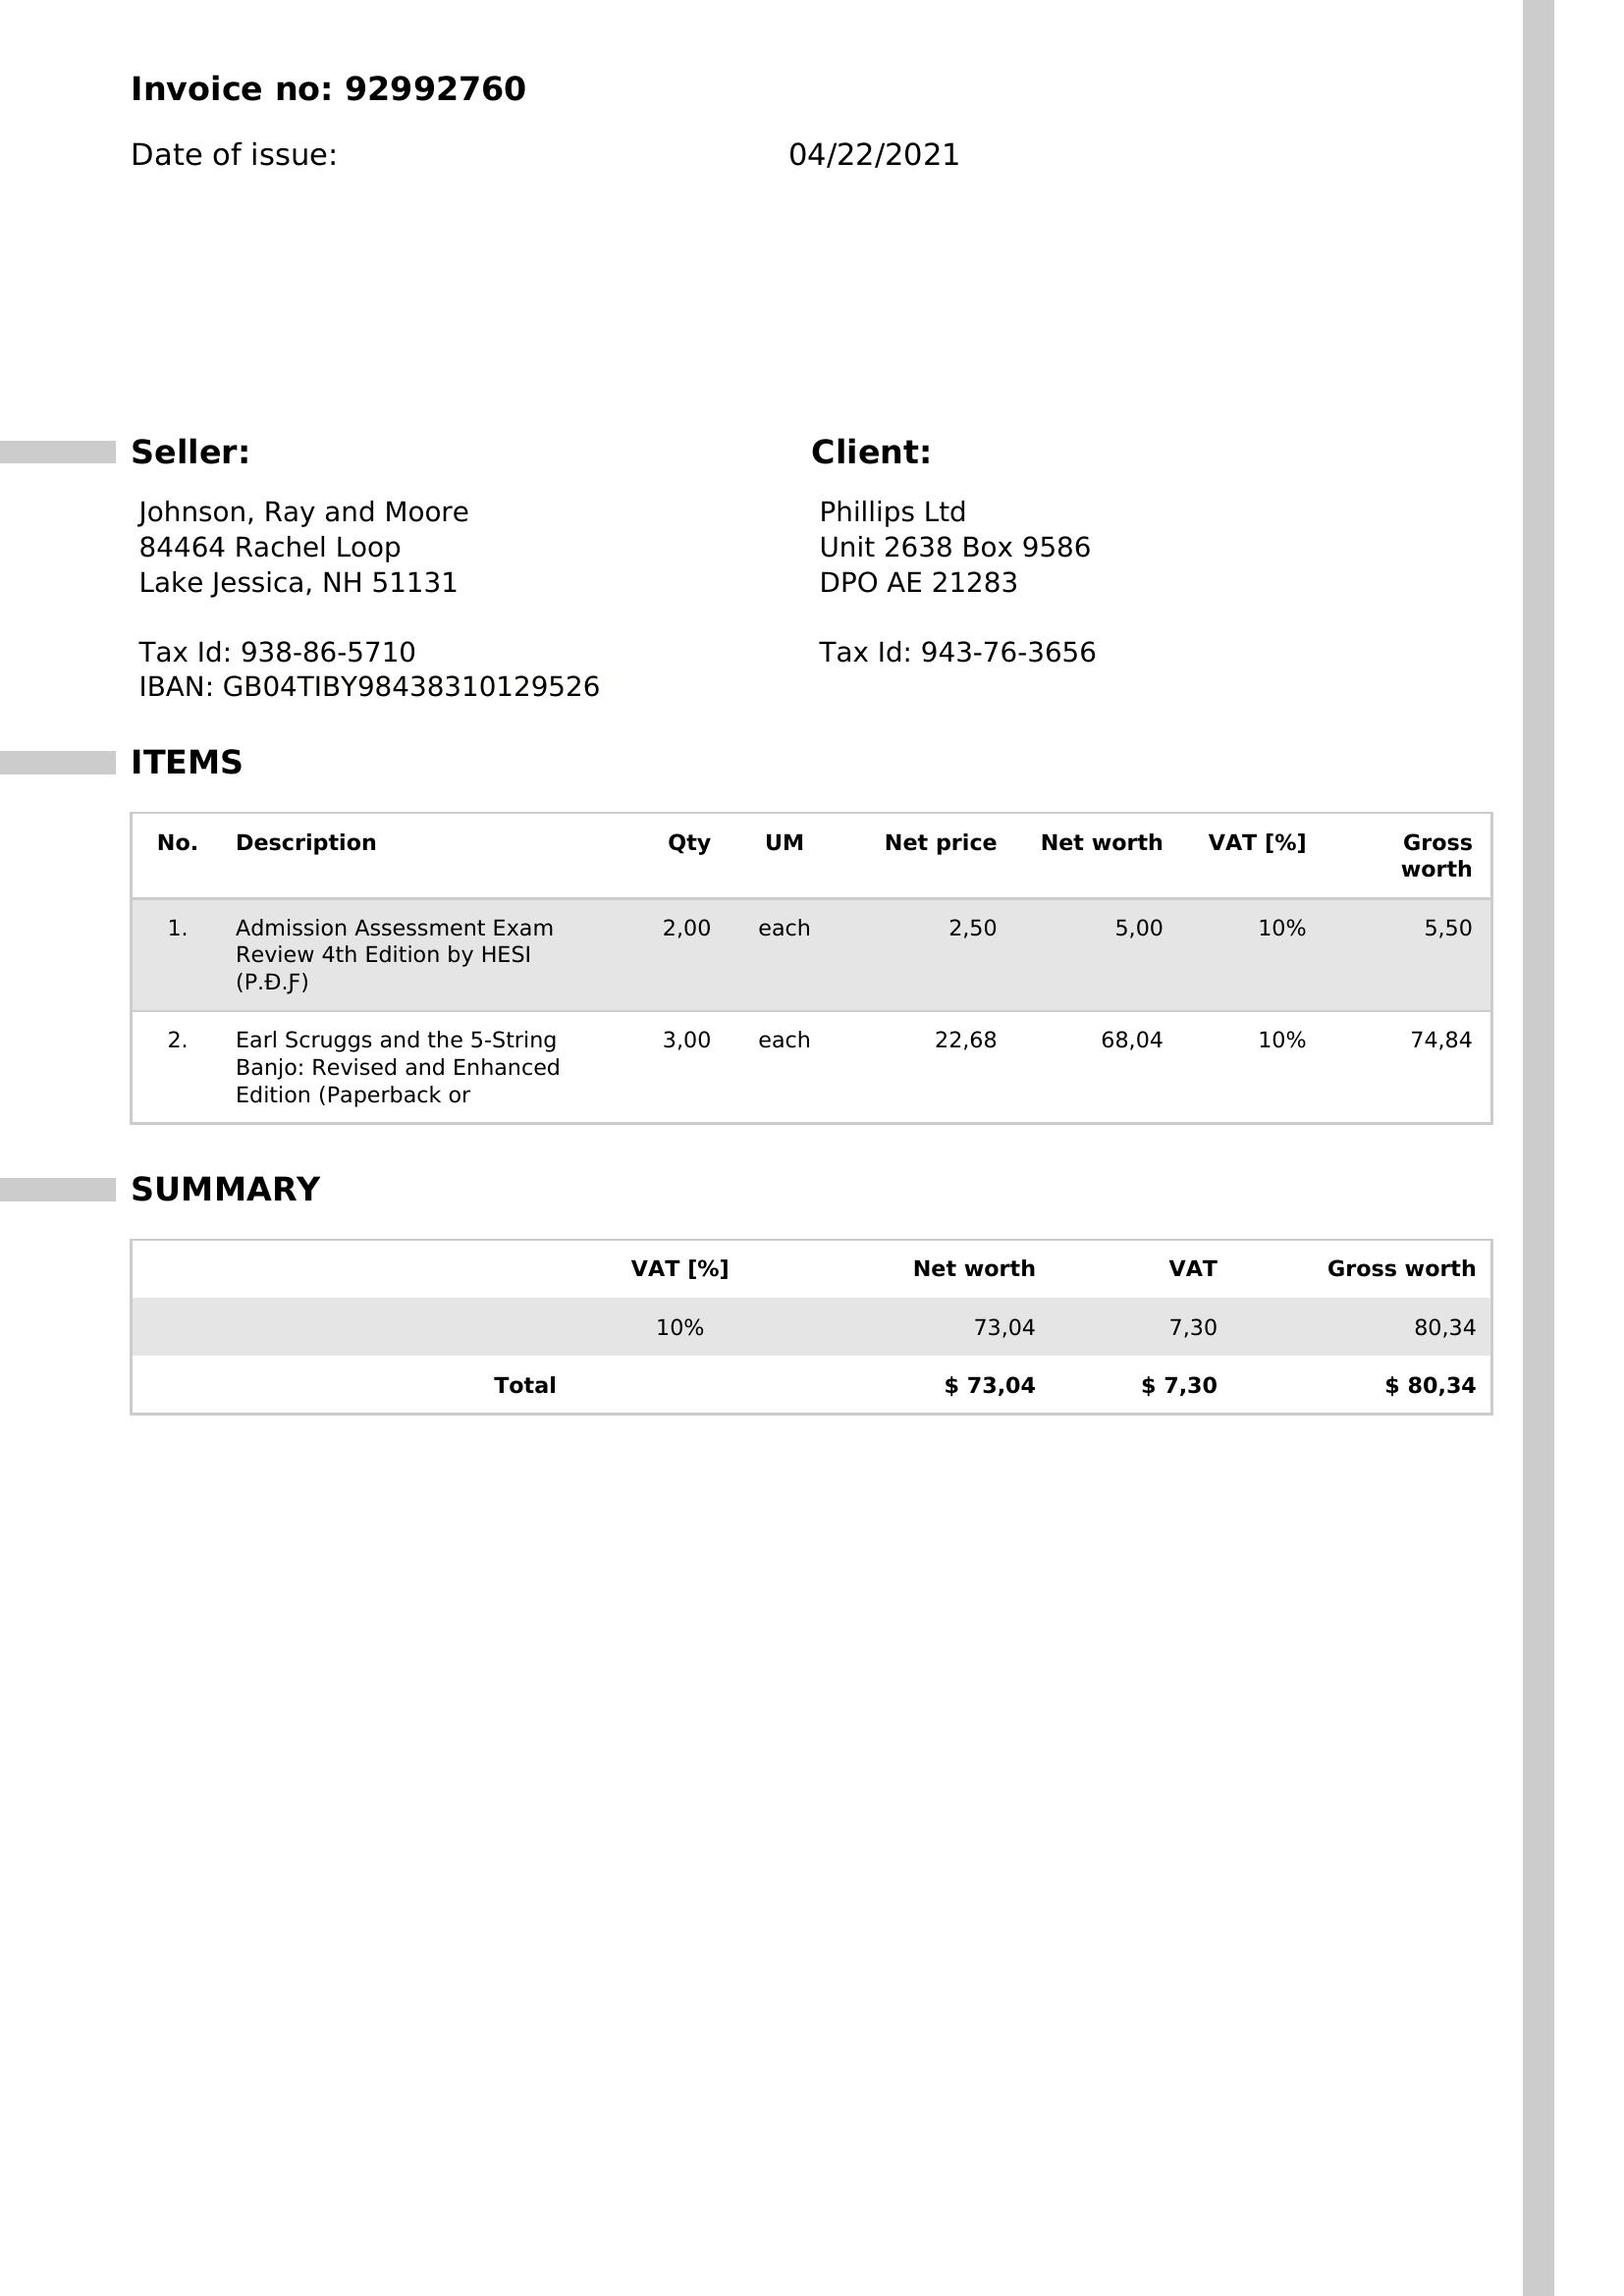 Invoice no: 92992760
Date of issue: 04/22/2021
Seller: Client:
Johnson, Ray and Moore Phillips Ltd
84464 Rachel Loop Unit 2638 Box 9586
Lake Jessica, NH 51131 DPO AE 21283
Tax Id: 938-86-5710 Tax Id: 943-76-3656
IBAN: GB04TIBY98438310129526
ITEMS
No. Description Qty UM Net price Net worth VAT [%] Gross
worth
1. Admission Assessment Exam 2,00 each 2,50 5,00 10% 5,50
Review 4th Edition by HESI
(P.Đ.Ƒ)
2. Earl Scruggs and the 5-String 3,00 each 22,68 68,04 10% 74,84
Banjo: Revised and Enhanced
Edition (Paperback or
SUMMARY
VAT [%] Net worth VAT Gross worth
10% 73,04 7,30 80,34
Total $ 73,04 $ 7,30 $ 80,34